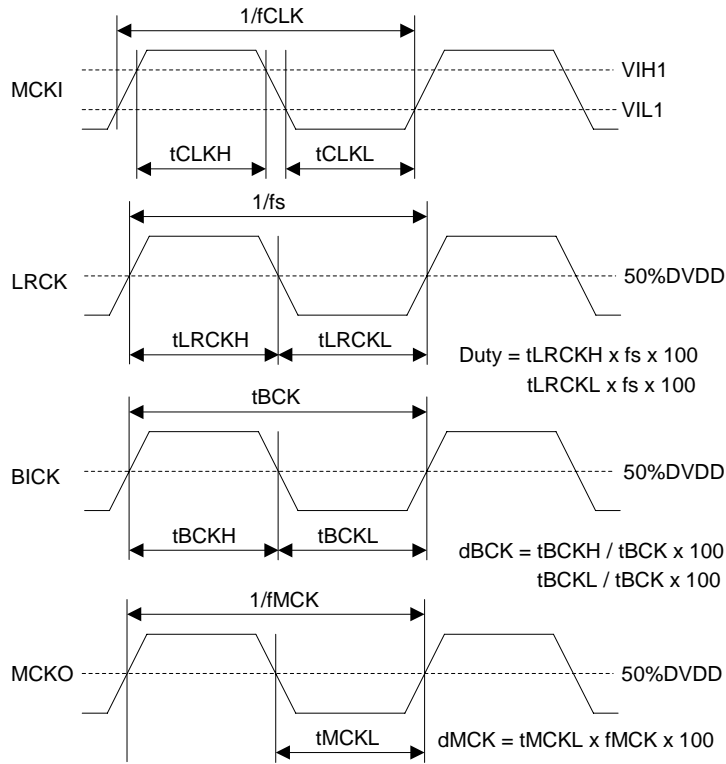 1/fCLK
MCKI
VIH1
VIL1
tCLKH
tCLKL
1/fs
LRCK
50%DVDD
tLRCKH
tLRCKL
Duty = tLRCKH x fs x 100
tLRCKL x fs x 100
tBCK
BICK
50%DVDD
tBCKH
tBCKL
dBCK = tBCKH / tBCK x 100
tBCKL / tBCK x 100
1/fMCK
MCKO
50%DVDD
tMCKL
dMCK = tMCKL x fMCK x 100